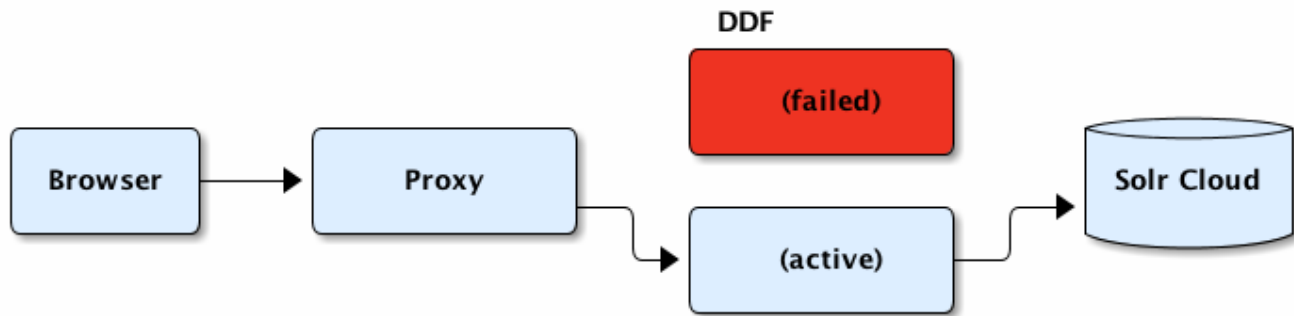 DDF
(failed)
Browser
Proxy
Solr Cloud
(active)